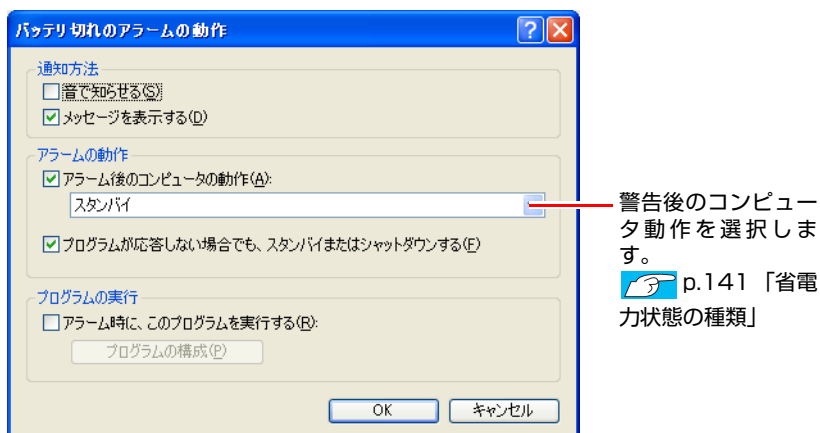 バッテリ切れのアラームの動作
通知方法
音で知らせる(S)
メッセージを表示する(D)
アラームの動作
アラーム後のコンピュータの動作(A):
スタンバイ
プログラムが応答しない場合でも、スタンバイまたはシャットダウンする(F)
プログラムの実行
アラーム時に、このプログラムを実行する(R):
プログラムの構成(P)
OK
キャンセル
警告後のコンピュー
タ動作を選択しま
す。
p.141「省電
力状態の種類」